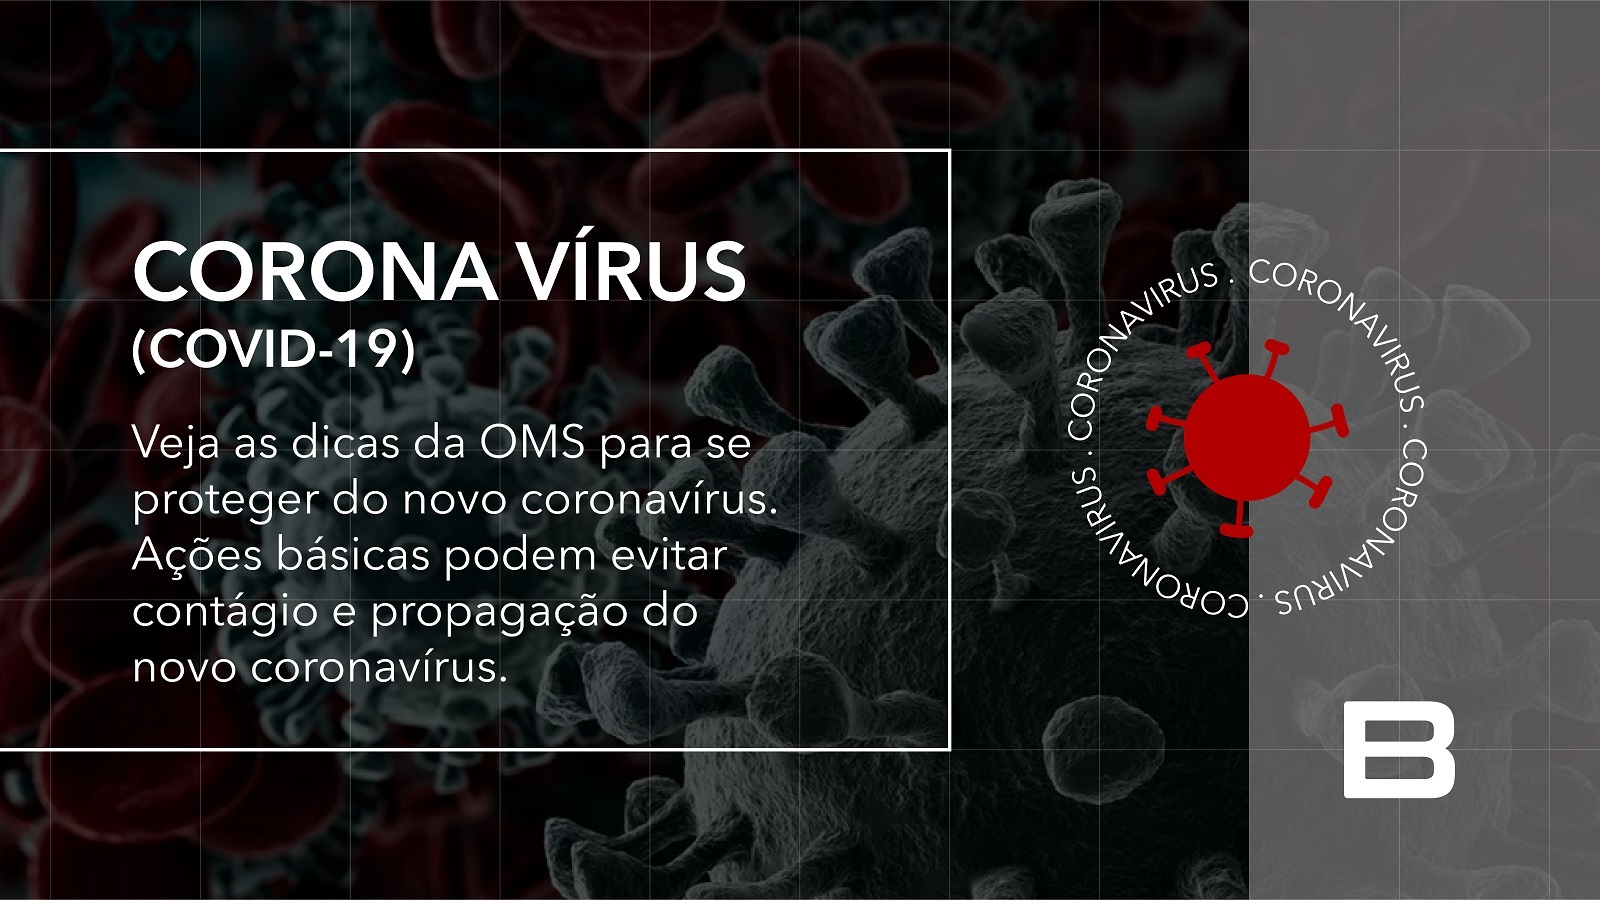 CORONA VÍRUS
(COVID-19)
Veja as dicas da OMS para se
proteger do novo coronavírus.
Ações básicas podem evitar
contágio e propagação do
novo coronavírus.
CORONAVIRUS . CORONAVIRUS . CORONAVIRUS . CORONAVIRUS .
B